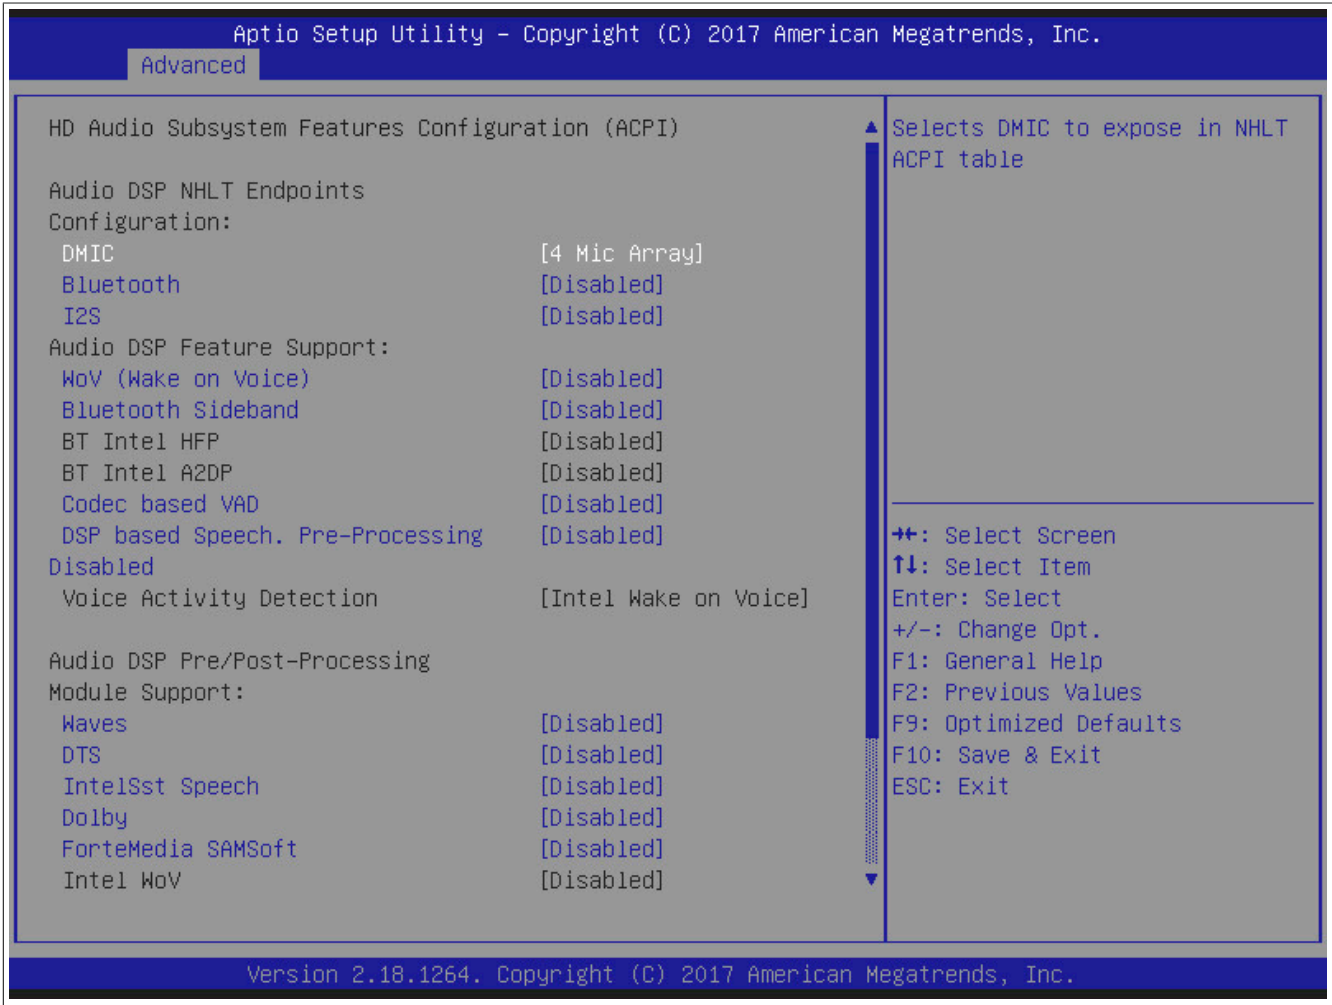 Aptio Setup Utility – Copyright (C) 2017 American Megatrends, Inc.
Advanced
HD Audio Subsystem Features Configuration (ACPI)
Audio DSP NHLT Endpoints
Configuration:
DMIC [4 Mic Array]
Bluetooth [Disabled]
I2S [Disabled]
Audio DSP Feature Support:
WoV (Wake on Voice) [Disabled]
Bluetooth Sideband [Disabled]
BT Intel HFP [Disabled]
BT Intel A2DP [Disabled]
Codec based VAD [Disabled]
DSP based Speech. Pre-Processing [Disabled]
Disabled
Voice Activity Detection [Intel Wake on Voice]
Audio DSP Pre/Post-Processing
Module Support:
Waves [Disabled]
DTS [Disabled]
IntelSst Speech [Disabled]
Dolby [Disabled]
ForteMedia SAMSoft [Disabled]
Intel WoV [Disabled]
Selects DMIC to expose in NHLT
ACPI table
→←: Select Screen
↑↓: Select Item
Enter: Select
+/-: Change Opt.
F1: General Help
F2: Previous Values
F9: Optimized Defaults
F10: Save & Exit
ESC: Exit
Version 2.18.1264. Copyright (C) 2017 American Megatrends, Inc.